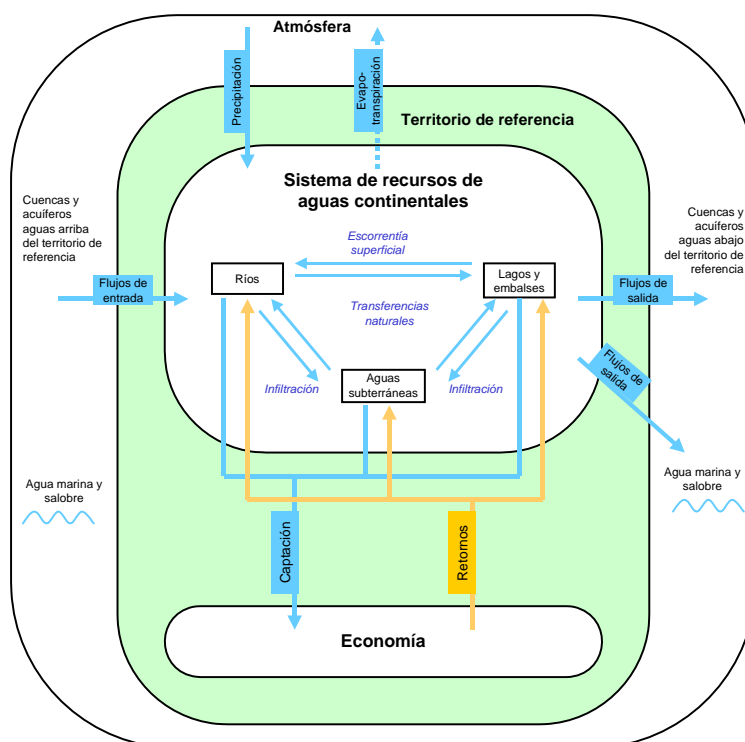 Atmósfera
Precipitación
Evapo-
transpiración
Territorio de referencia
Sistema de recursos de
aguas continentales
Cuencas y
acuíferos
aguas arriba
del territorio de
referencia
Flujos de
entrada
Cuencas y
acuíferos
aguas abajo
del territorio de
referencia
Flujos de
salida
Escorrentía
superficial
Ríos
Lagos y
embalses
Transferencias
naturales
Infiltración
Aguas
subterráneas
Infiltración
Flujos de
salida
Agua marina y
salobre
Agua marina y
salobre
Captación
Retornos
Economía